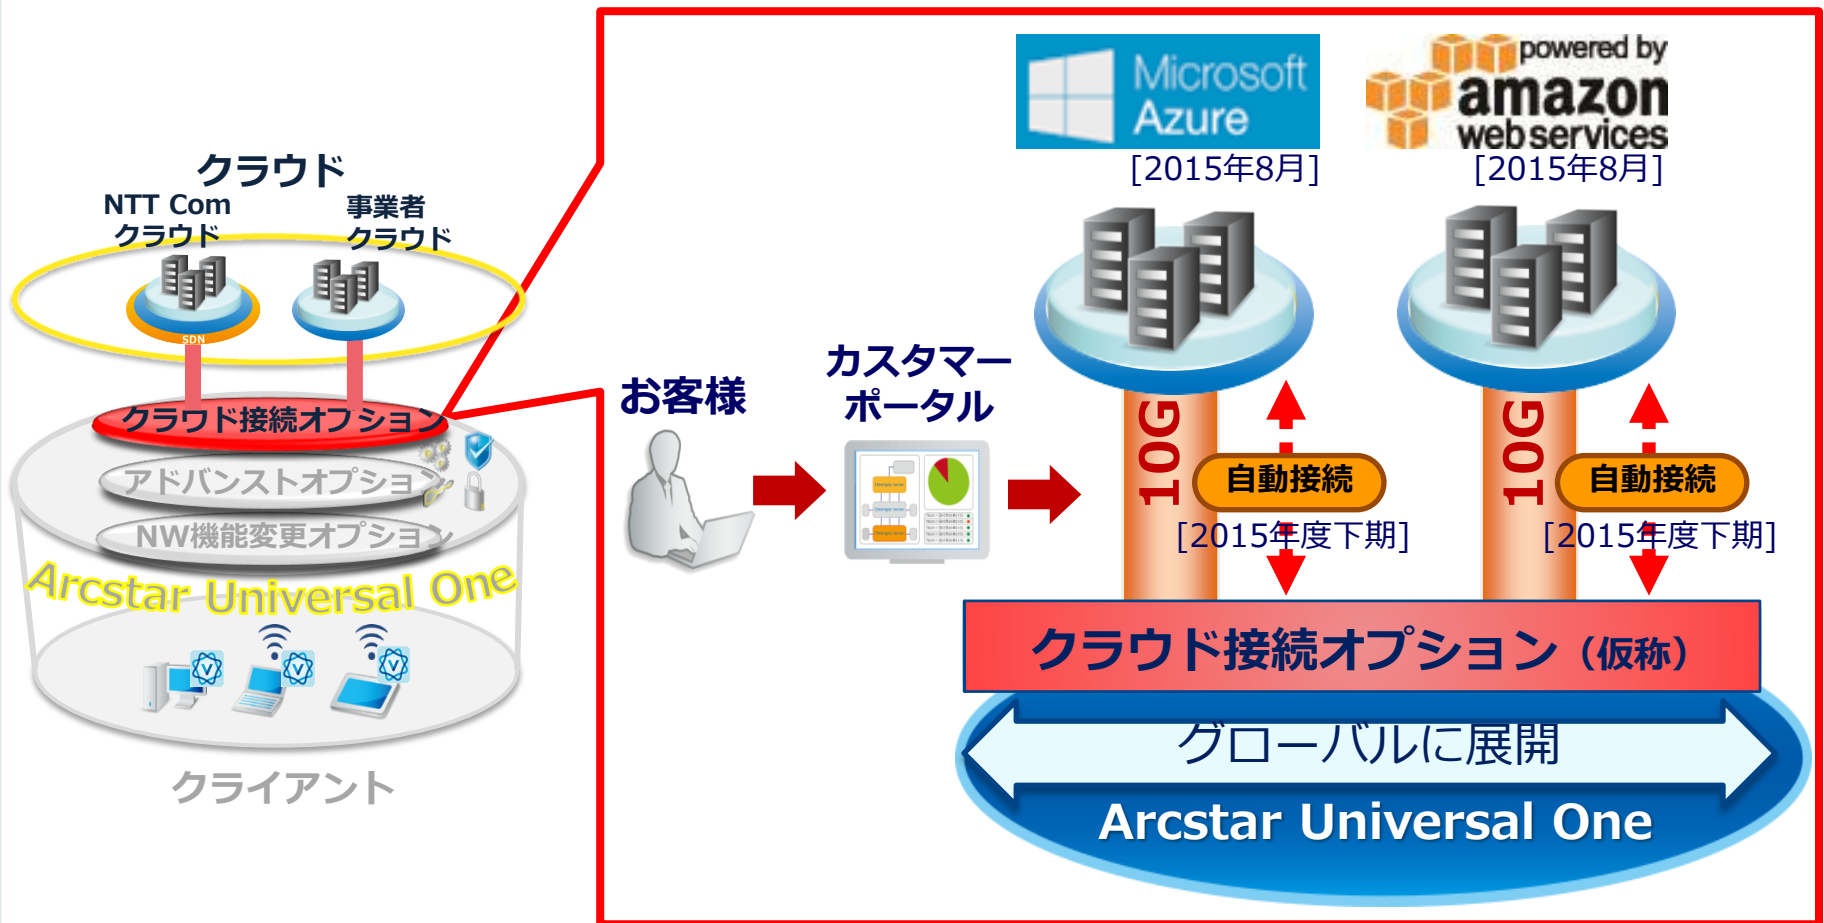 クラウド
NTT Com
クラウド
事業者
クラウド
SDN
クラウド接続オプション
アドバンストオプション
NW機能変更オプション
Arcstar Universal One
クライアント
お客様
カスタマー
ポータル
Microsoft
Azure
[2015年8月]
powered by
amazon
web services
[2015年8月]
10G
自動接続
[2015年度下期]
10G
自動接続
[2015年度下期]
クラウド接続オプション（仮称）
グローバルに展開
Arcstar Universal One